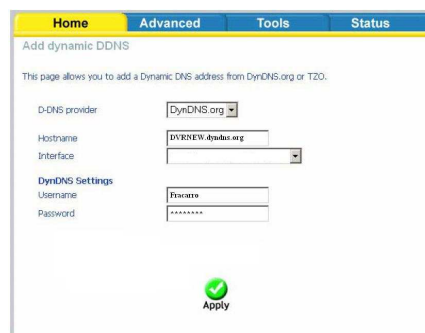 Home Advanced Tools Status
Add dynamic DDNS
This page allows you to add a Dynamic DNS address from DynDNS.org or TZO.
D-DNS provider DynDNS.org
Hostname DVRNEW.dyndns.org
Interface
DynDNS Settings
Username Fracarro
Password ********
Apply